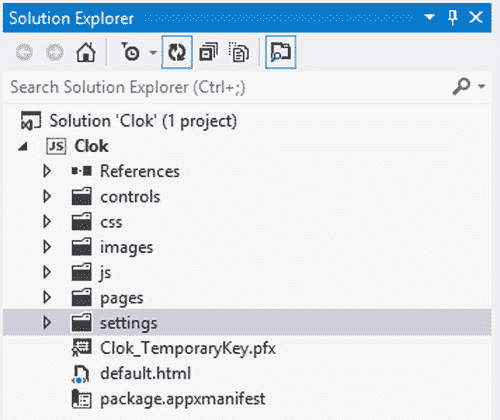 Solution Explorer
Search Solution Explorer (Ctrl+;)
Solution 'Clok' (1 project)
JS Clok
References
controls
css
images
js
pages
settings
Clok_TemporaryKey.pfx
default.html
package.appxmanifest